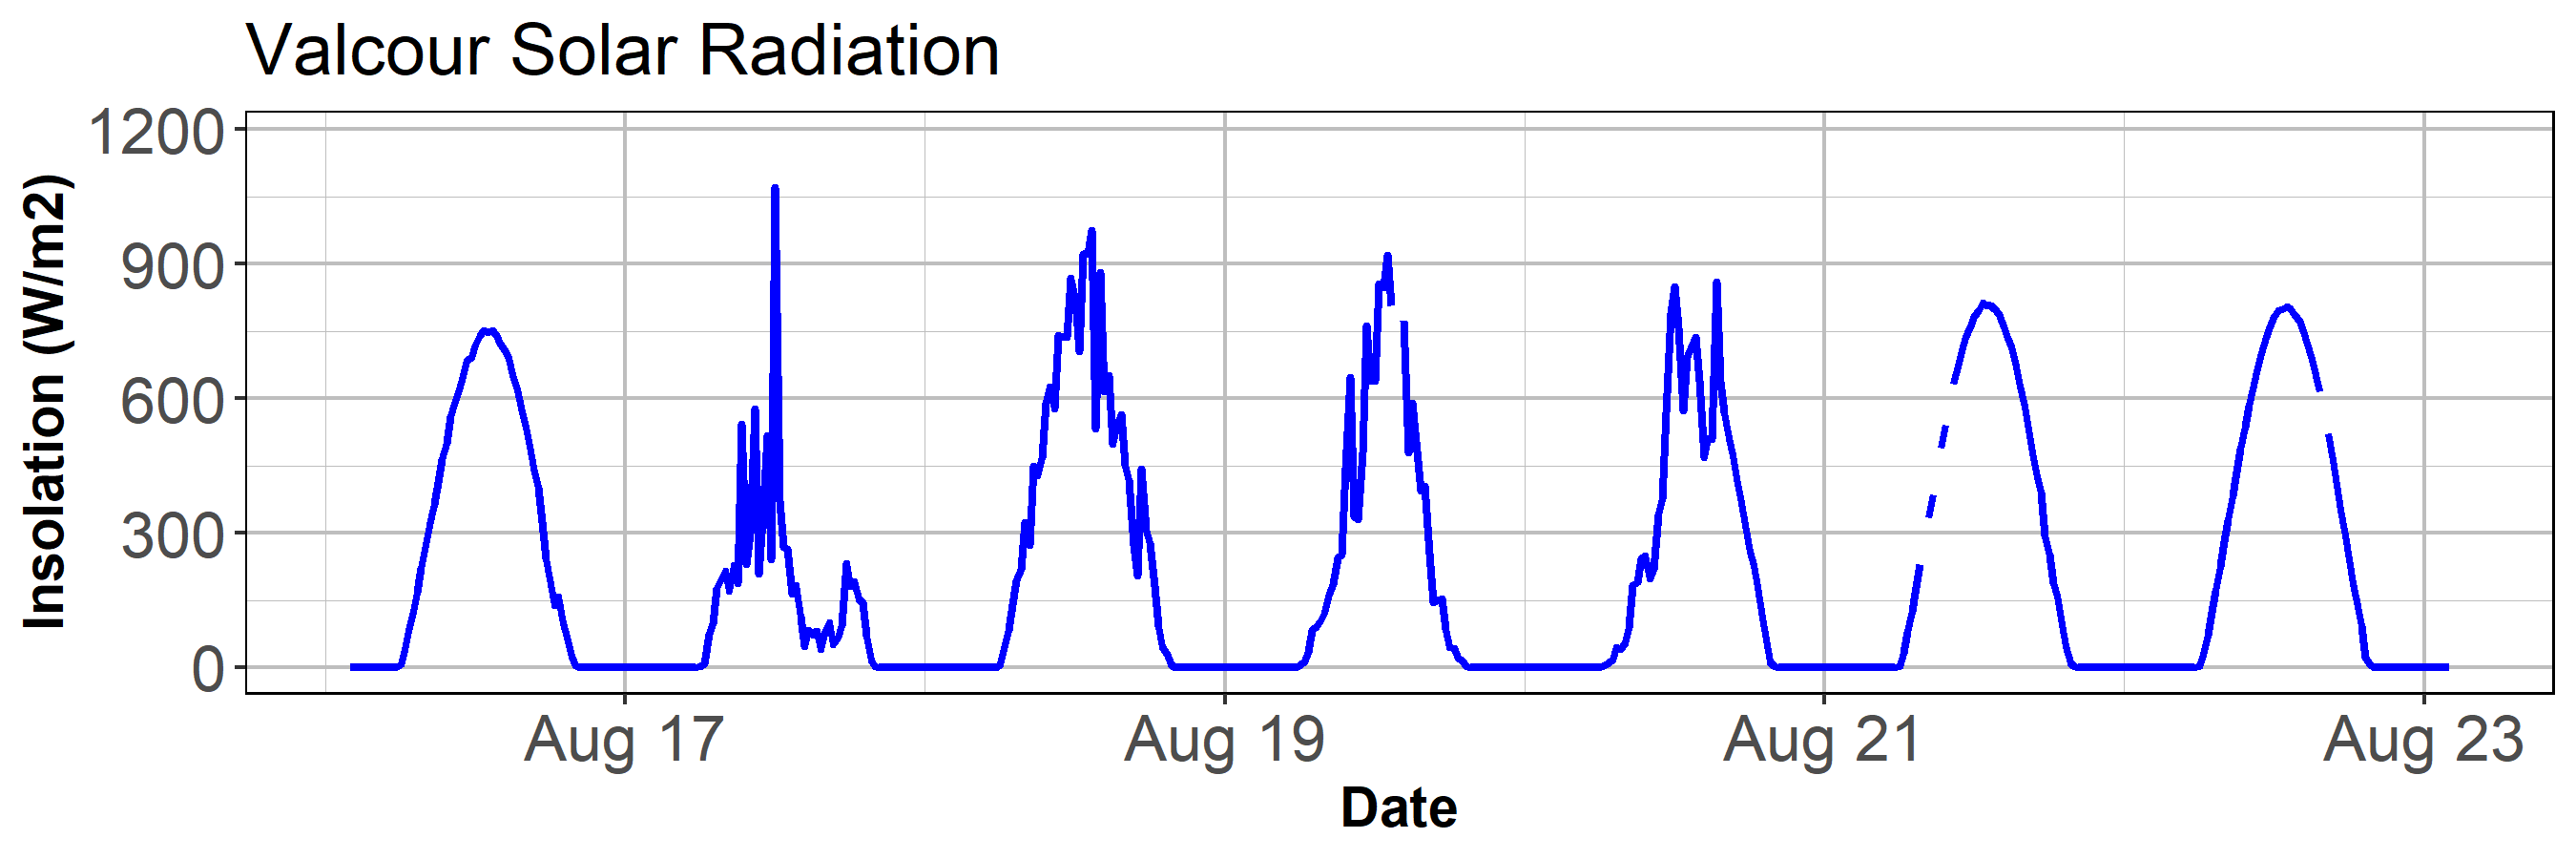 Valcour Solar Radiation
1200
900
600
300
0
Insolation (W/m2)
Aug 17 Aug 19 Aug 21 Aug 23
Date